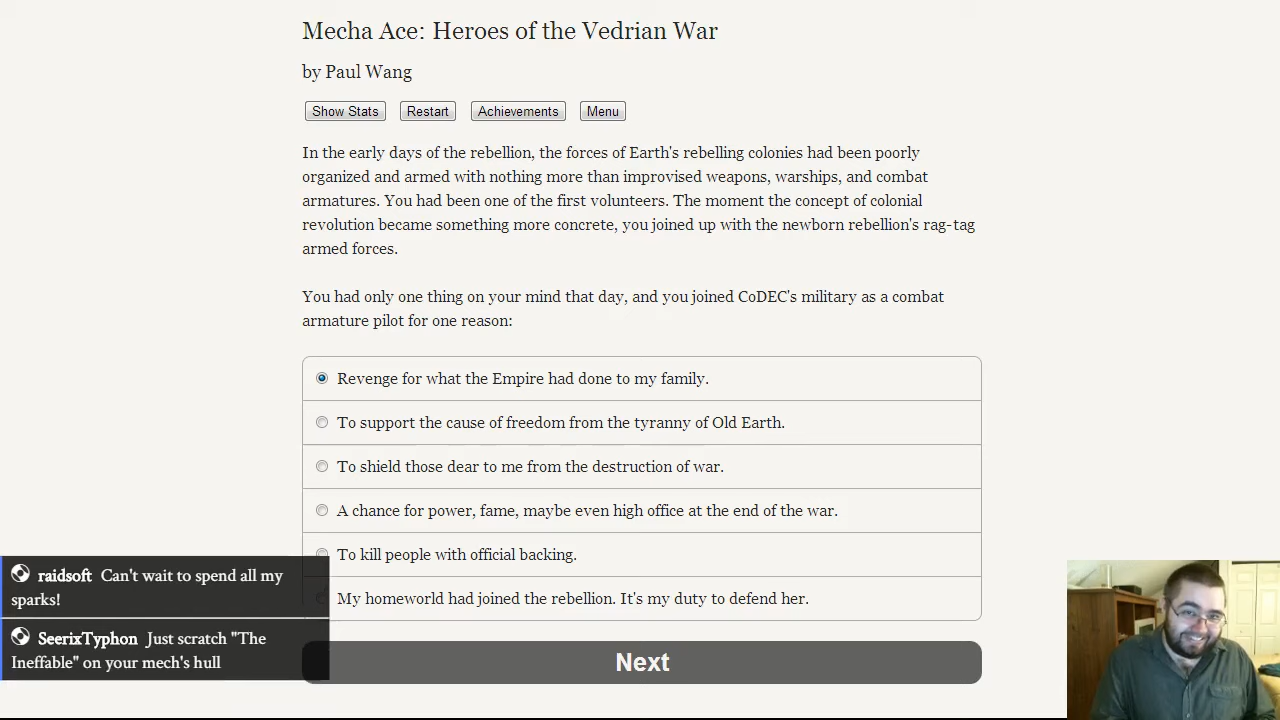 Mecha Ace: Heroes of the Vedrian War
by Paul Wang
Show Stats
Restart
Achievements
Menu
In the early days of the rebellion, the forces of Earth's rebelling colonies had been poorly
organized and armed with nothing more than improvised weapons, warships, and combat
armatures. You had been one of the first volunteers. The moment the concept of colonial
revolution became something more concrete, you joined up with the newborn rebellion's rag-tag
armed forces.
You had only one thing on your mind that day, and you joined CoDEC's military as a combat
armature pilot for one reason:
Revenge for what the Empire had done to my family.
To support the cause of freedom from the tyranny of Old Earth.
To shield those dear to me from the destruction of war.
A chance for power, fame, maybe even high office at the end of the war.
To kill people with official backing.
My homeworld had joined the rebellion. It's my duty to defend her.
Next
raidsoft Can't wait to spend all my
sparks!
SeerixTyphon Just scratch "The
Ineffable" on your mech's hull